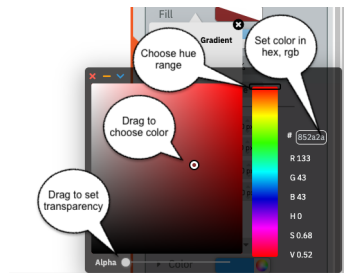 Fill
Gradient
Choose hue
range
Set color in
hex, rgb
Drag to
choose color
# 852a2a
R 133
G 43
B 43
H 0
S 0.68
V 0.52
Drag to set
transparency
Alpha
Color